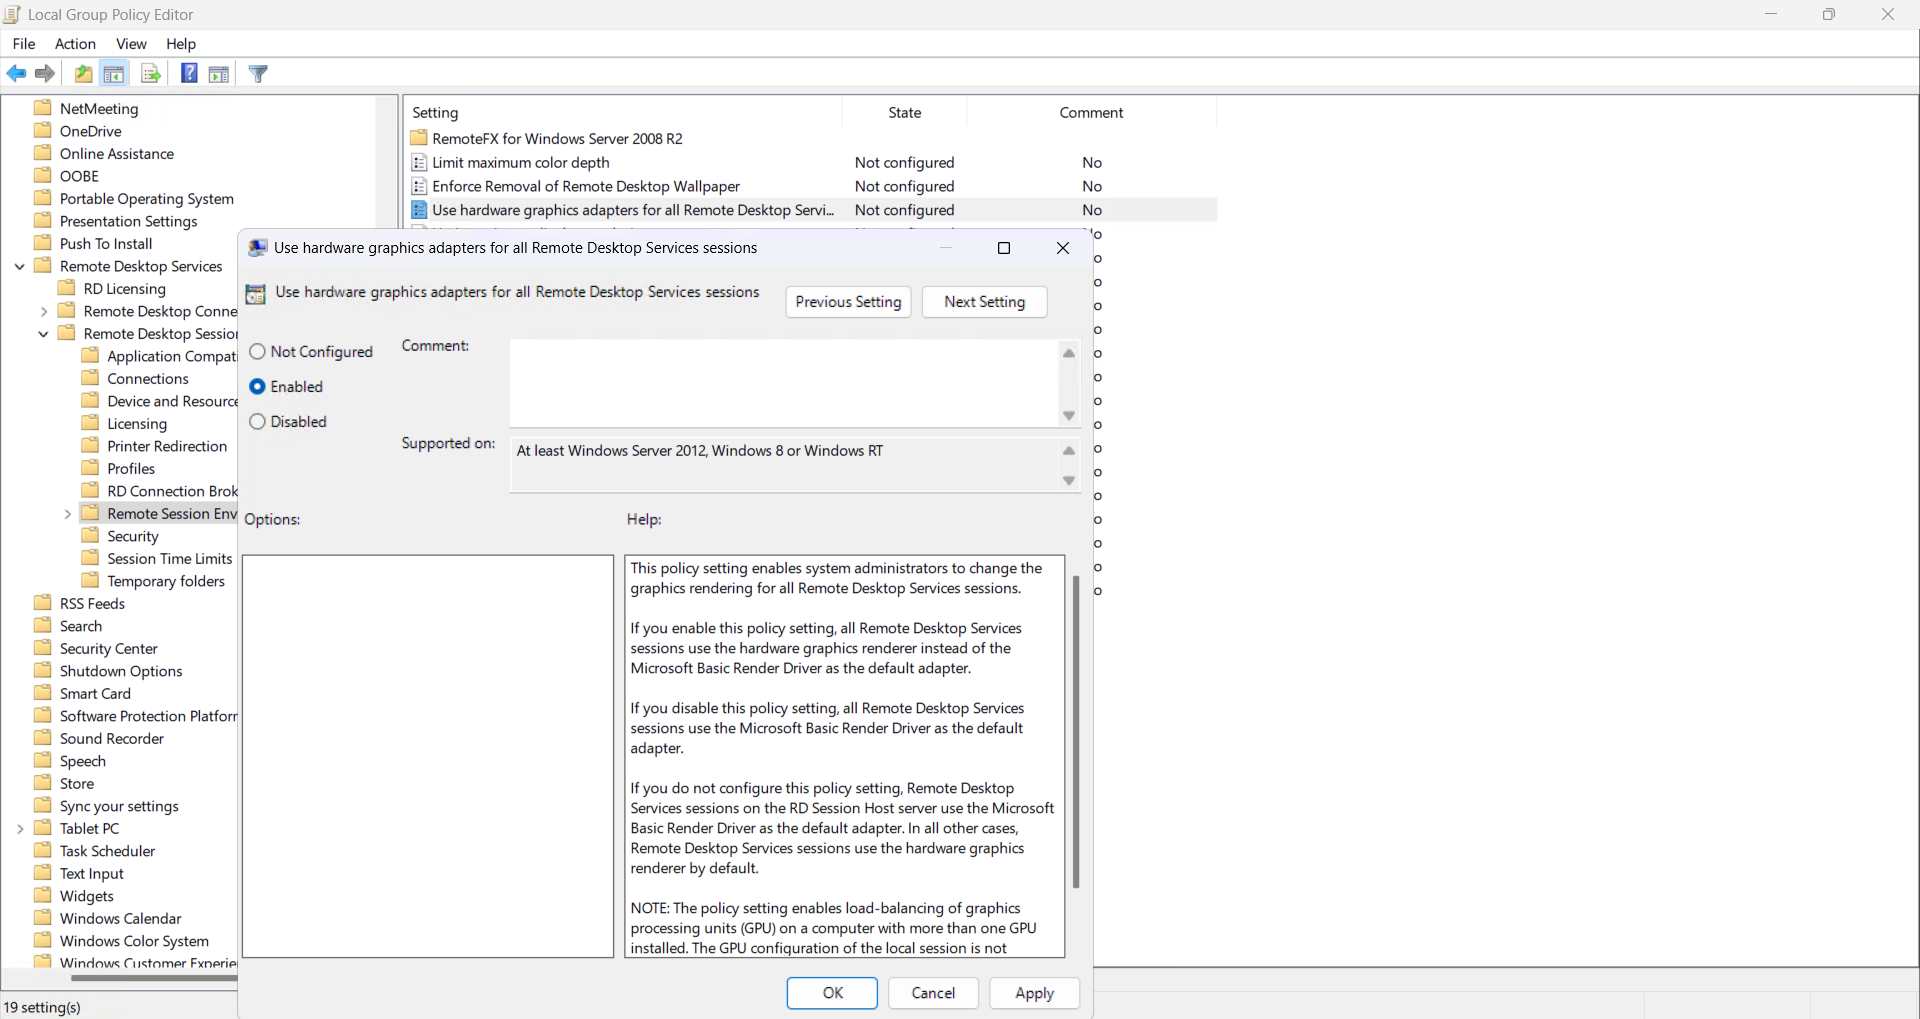 Local Group Policy Editor
File Action View Help
NetMeeting
OneDrive
Online Assistance
OOBE
Portable Operating System
Presentation Settings
Push To Install
Remote Desktop Services
RD Licensing
Remote Desktop Conne
Remote Desktop Session
Application Compat
Connections
Device and Resource
Licensing
Printer Redirection
Profiles
RD Connection Brok
Remote Session Env
Security
Session Time Limits
Temporary folders
RSS Feeds
Search
Security Center
Shutdown Options
Smart Card
Software Protection Platforr
Sound Recorder
Speech
Store
Sync your settings
Tablet PC
Task Scheduler
Text Input
Widgets
Windows Calendar
Windows Color System
Windows Customer Experie
19 setting(s)
Setting State Comment
RemoteFX for Windows Server 2008 R2
Limit maximum color depth Not configured No
Enforce Removal of Remote Desktop Wallpaper Not configured No
Use hardware graphics adapters for all Remote Desktop Servi... Not configured No
Use hardware graphics adapters for all Remote Desktop Services sessions
Use hardware graphics adapters for all Remote Desktop Services sessions
Previous Setting Next Setting
Not Configured
Enabled
Disabled
Comment:
Supported on:
At least Windows Server 2012, Windows 8 or Windows RT
Options:
Help:
This policy setting enables system administrators to change the
graphics rendering for all Remote Desktop Services sessions.
If you enable this policy setting, all Remote Desktop Services
sessions use the hardware graphics renderer instead of the
Microsoft Basic Render Driver as the default adapter.
If you disable this policy setting, all Remote Desktop Services
sessions use the Microsoft Basic Render Driver as the default
adapter.
If you do not configure this policy setting, Remote Desktop
Services sessions on the RD Session Host server use the Microsoft
Basic Render Driver as the default adapter. In all other cases,
Remote Desktop Services sessions use the hardware graphics
renderer by default.
NOTE: The policy setting enables load-balancing of graphics
processing units (GPU) on a computer with more than one GPU
installed. The GPU configuration of the local session is not
OK Cancel Apply